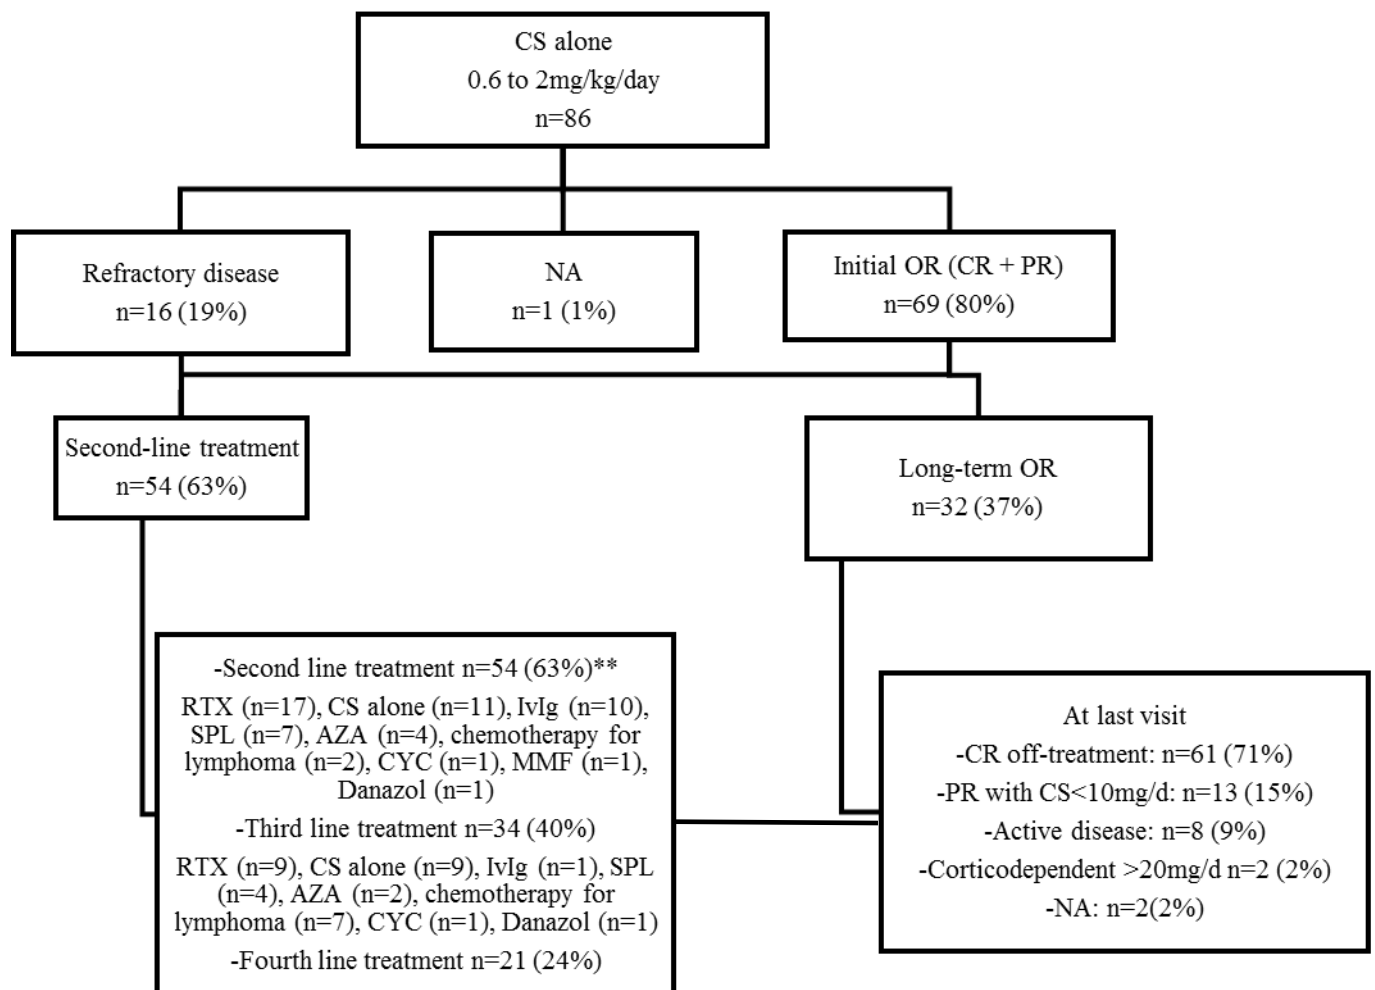 CS alone
0.6 to 2mg/kg/day
n=86
Refractory disease
n=16 (19%)
NA
n=1 (1%)
Initial OR (CR + PR)
n=69 (80%)
Second-line treatment
n=54 (63%)
Long-term OR
n=32 (37%)
-Second line treatment n=54 (63%)**
RTX (n=17), CS alone (n=11), IvIg (n=10),
SPL (n=7), AZA (n=4), chemotherapy for
lymphoma (n=2), CYC (n=1), MMF (n=1),
Danazol (n=1)
-Third line treatment n=34 (40%)
RTX (n=9), CS alone (n=9), IvIg (n=1), SPL
(n=4), AZA (n=2), chemotherapy for
lymphoma (n=7), CYC (n=1), Danazol (n=1)
-Fourth line treatment n=21 (24%)
At last visit
-CR off-treatment: n=61 (71%)
-PR with CS<10mg/d: n=13 (15%)
-Active disease: n=8 (9%)
-Corticodependent >20mg/d n=2 (2%)
-NA: n=2(2%)